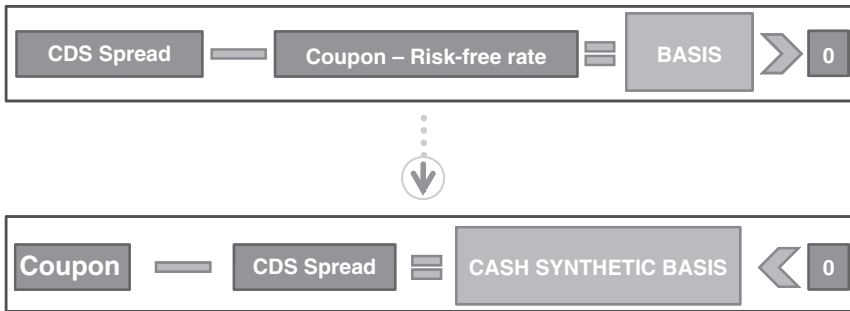 CDS Spread Coupon – Risk-free rate BASIS 0
Coupon CDS Spread CASH SYNTHETIC BASIS 0